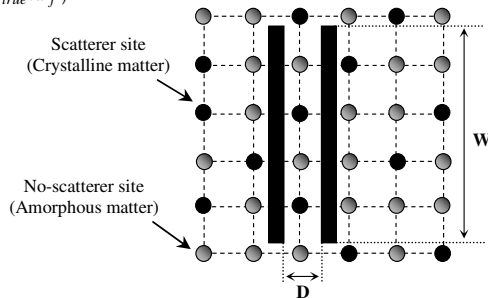 Scatterer site
(Crystalline matter)
W
No-scatterer site
(Amorphous matter)
D